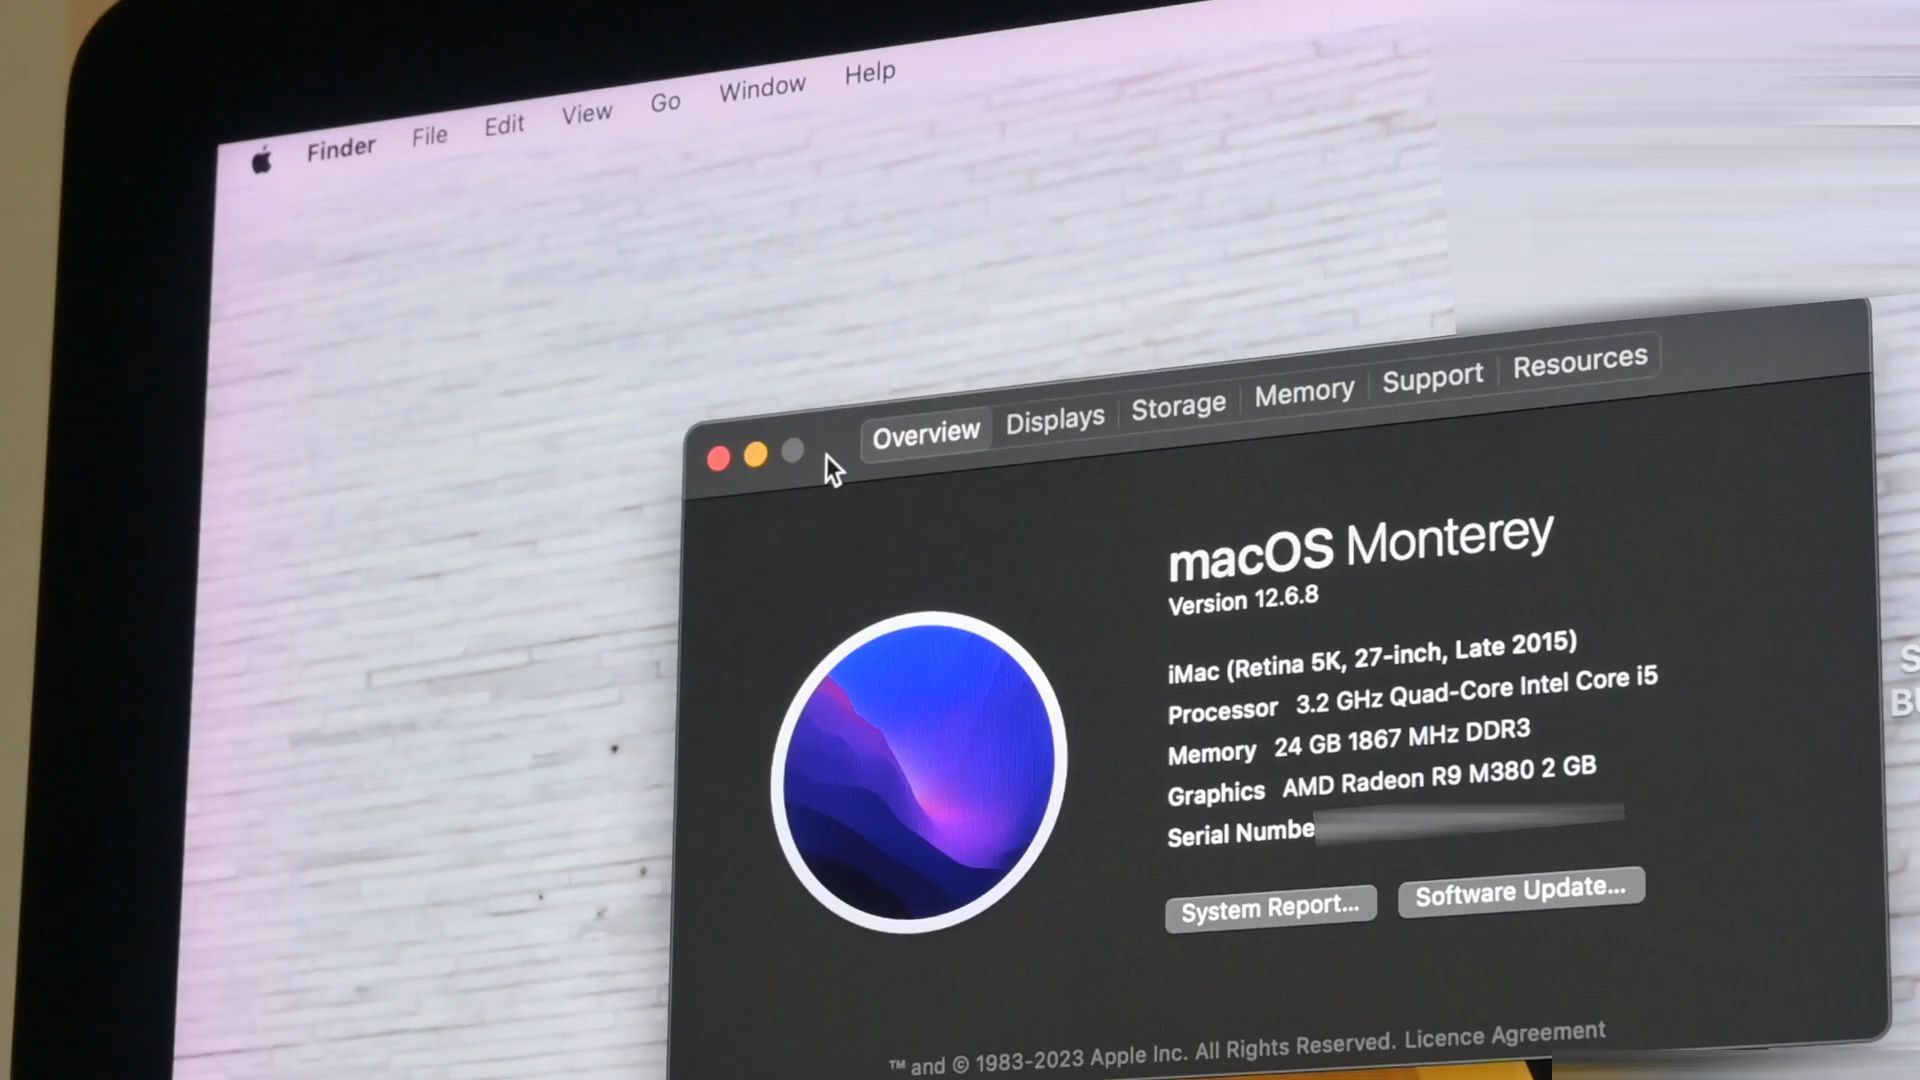 Finder File Edit View Go Window Help
Overview Displays Storage Memory Support Resources
macOS Monterey
Version 12.6.8
iMac (Retina 5K, 27-inch, Late 2015)
Processor 3.2 GHz Quad-Core Intel Core i5
Memory 24 GB 1867 MHz DDR3
Graphics AMD Radeon R9 M380 2 GB
Serial Numbe
System Report... Software Update...
™ and © 1983-2023 Apple Inc. All Rights Reserved. Licence Agreement